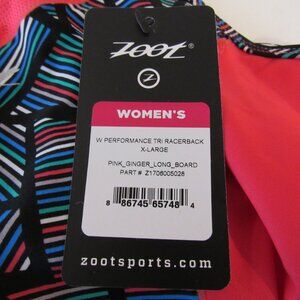 ZOOT
Z
WOMEN'S
W PERFORMANCE TRI RACERBACK
X-LARGE
PINK_GINGER_LONG_BOARD
PART # Z1706005028
8 86745 65748 4
zootsports.com